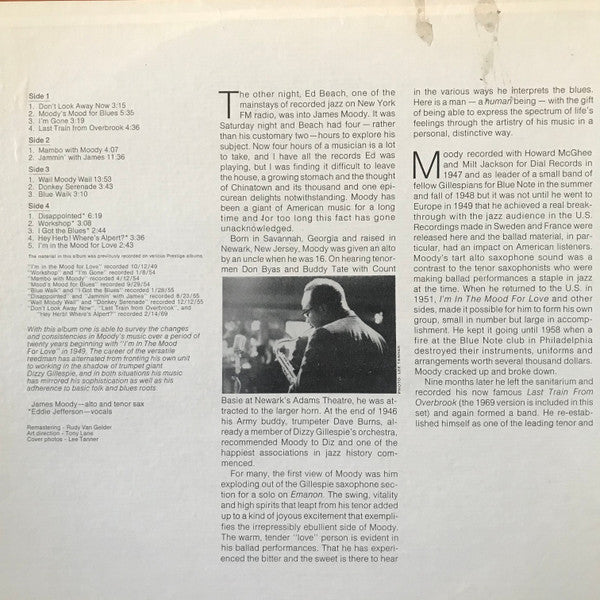 Side 1
1. Don't Look Away Now 3:15
2. Moody's Mood for Blues 5:35
3. I'm Gone 3:19
4. Last Train from Overbrook 4:36
Side 2
1. Mambo with Moody 4:07
2. Jammin' with James 11:36
Side 3
1. Wail Moody Wail 13:53
2. Donkey Serenade 3:43
3. Blue Walk 3:10
Side 4
1. Disappointed* 6:19
2. Workshop* 3:08
3. I Got the Blues* 2:44
4. Hey Herb! Where's Alpert?* 3:36
5. I'm in the Mood for Love 2:43
The material in this album was previously recorded on various Prestige albums.
"I'm in the Mood for Love" recorded 10/12/49
"Workshop" and "I'm Gone" recorded 1/8/54
"Mambo with Moody" recorded 4/12/54
"Mood's Mood for Blues" recorded 9/29/54
"Blue Walk" and "I Got the Blues" recorded 1/28/55
"Disappointed" and "Jammin' with James" recorded 8/23/55
"Wail Moody Wail" and "Donkey Serenade" recorded 12/12/55
"Don't Look Away Now", "Last Train from Overbrook", and
"Hey Herb! Where's Alpert?" recorded 2/14/69
With this album one is able to survey the changes
and consistencies in Moody's music over a period of
twenty years beginning with "I'm In The Mood
For Love" in 1949. The career of the versatile
reedman has alternated from fronting his own unit
to working in the shadow of trumpet giant
Dizzy Gillespie, and in both situations his music
has mirrored his sophistication as well as his
adherence to basic folk and blues roots.
James Moody—alto and tenor sax
*Eddie Jefferson—vocals
Remastering - Rudy Van Gelder
Art direction - Tony Lane
Cover photos - Lee Tanner
The other night, Ed Beach, one of the
mainstays of recorded jazz on New York
FM radio, was into James Moody. It was
Saturday night and Beach had four — rather
than his customary two — hours to explore his
subject. Now four hours of a musician is a lot
to take, and I have all the records Ed was
playing, but I was finding it difficult to leave
the house, a growing stomach and the thought
of Chinatown and its thousand and one epi-
curean delights notwithstanding. Moody has
been a giant of American music for a long
time and for too long this fact has gone
unacknowledged.
Born in Savannah, Georgia and raised in
Newark, New Jersey, Moody was given an alto
by an uncle when he was 16. On hearing tenor-
men Don Byas and Buddy Tate with Count
PHOTO: LEE TANNER
Basie at Newark's Adams Theatre, he was at-
tracted to the larger horn. At the end of 1946
his Army buddy, trumpeter Dave Burns, al-
ready a member of Dizzy Gillespie's orchestra,
recommended Moody to Diz and one of the
happiest associations in jazz history com-
menced.
For many, the first view of Moody was him
exploding out of the Gillespie saxophone sec-
tion for a solo on Emanon. The swing, vitality
and high spirits that leapt from his tenor added
up to a kind of joyous excitement that exempli-
fies the irrepressibly ebullient side of Moody.
The warm, tender "love" person is evident in
his ballad performances. That he has experi-
enced the bitter and the sweet is there to hear
in the various ways he interprets the blues.
Here is a man — a human being — with the gift
of being able to express the spectrum of life's
feelings through the artistry of his music in a
personal, distinctive way.
Moody recorded with Howard McGhee
and Milt Jackson for Dial Records in
1947 and as leader of a small band of
fellow Gillespians for Blue Note in the summer
and fall of 1948 but it was not until he went to
Europe in 1949 that he achieved a real break-
through with the jazz audience in the U.S.
Recordings made in Sweden and France were
released here and the ballad material, in par-
ticular, had an impact on American listeners.
Moody's tart alto saxophone sound was a
contrast to the tenor saxophonists who were
making ballad performances a staple in jazz
at the time. When he returned to the U.S. in
1951, I'm In The Mood For Love and other
sides, made it possible for him to form his own
group, small in number but large in accomp-
lishment. He kept it going until 1958 when a
fire at the Blue Note club in Philadelphia
destroyed their instruments, uniforms and
arrangements worth several thousand dollars.
Moody cracked up and broke down.
Nine months later he left the sanitarium and
recorded his now famous Last Train From
Overbrook (the 1969 version is included in this
set) and again formed a band. He re-estab-
lished himself as one of the leading tenor and